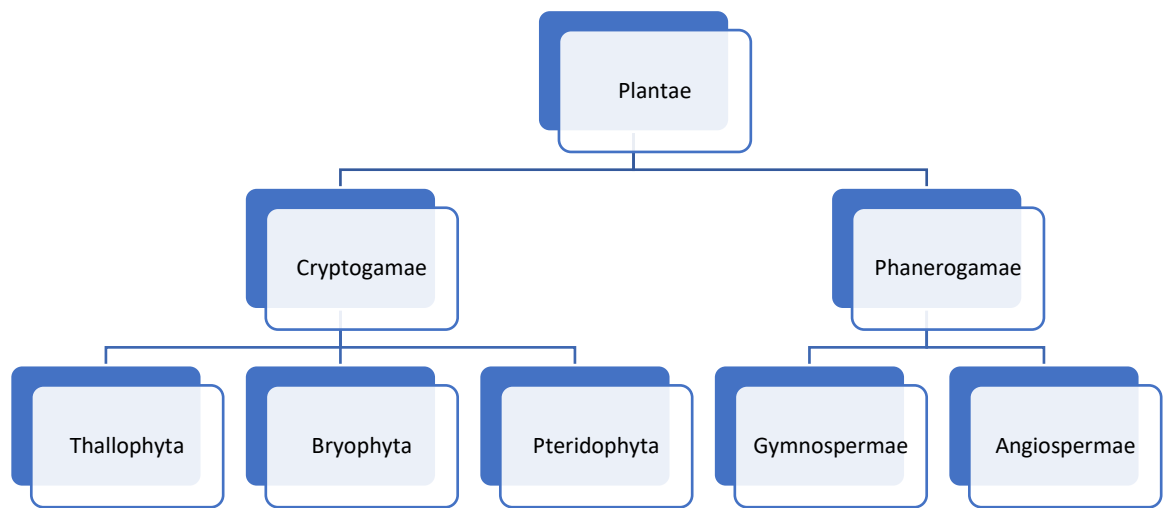 Plantae
Cryptogamae
Phanerogamae
Thallophyta
Bryophyta
Pteridophyta
Gymnospermae
Angiospermae